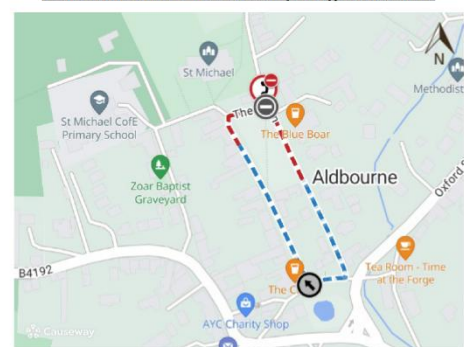 N
St Michael
Methodist
St Michael CofE
Primary School
The
The Blue Boar
Zoar Baptist
Graveyard
Aldbourne
Oxford S
B4192
Tea Room - Time
at the Forge
The C
AYC Charity Shop
Causeway